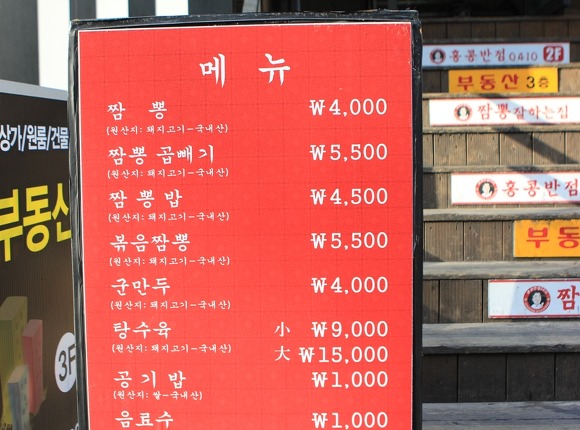 메 뉴
짬 뽕 ₩4,000
(원산지: 돼지고기-국내산)
짬뽕 곱빼기 ₩5,500
(원산지: 돼지고기-국내산)
짬뽕밥 ₩4,500
(원산지: 돼지고기-국내산)
볶음짬뽕 ₩5,500
(원산지: 돼지고기-국내산)
군만두 ₩4,000
(원산지: 돼지고기-국내산)
탕수육 小 ₩9,000
(원산지: 돼지고기-국내산)
大 ₩15,000
공기밥 ₩1,000
(원산지: 쌀-국내산)
음료수 ₩1,000
상가/원룸/건물
부동산
3F
홍콩반점0410 2F
부동산 3층
짬뽕잘하는집
홍콩반점
부동
짬